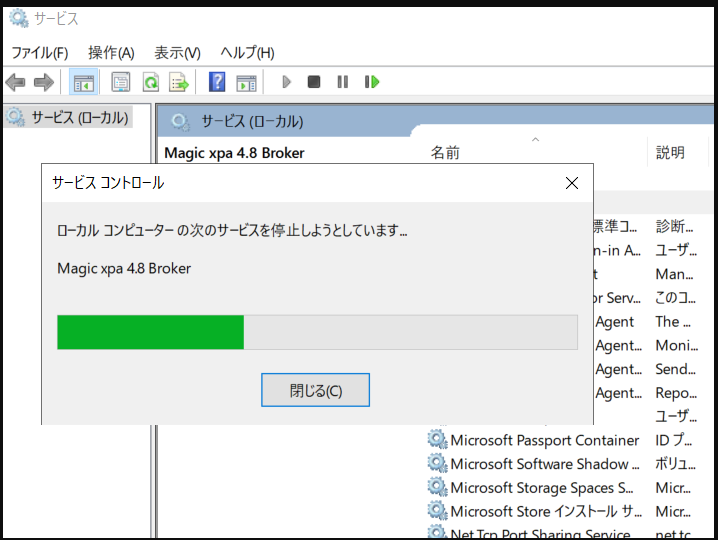 サービス
ファイル(F) 操作(A) 表示(V) ヘルプ(H)
サービス (ローカル)
サービス (ローカル)
Magic xpa 4.8 Broker
名前 説明
サービス コントロール
ローカル コンピューター の次のサービスを停止しようとしています...
Magic xpa 4.8 Broker
閉じる(C)
標準コ... 診断...
n-in A... ユーザ...
t Man...
or Serv... このコ...
Agent The ...
Agent... Moni...
Agent... Send...
Agent... Repo...
ユーザ...
Microsoft Passport Container ID プ...
Microsoft Software Shadow ... ボリュ...
Microsoft Storage Spaces S... Micr...
Microsoft Store インストール サ... Micr...
Net.Tcp Port Sharing Service net.tc